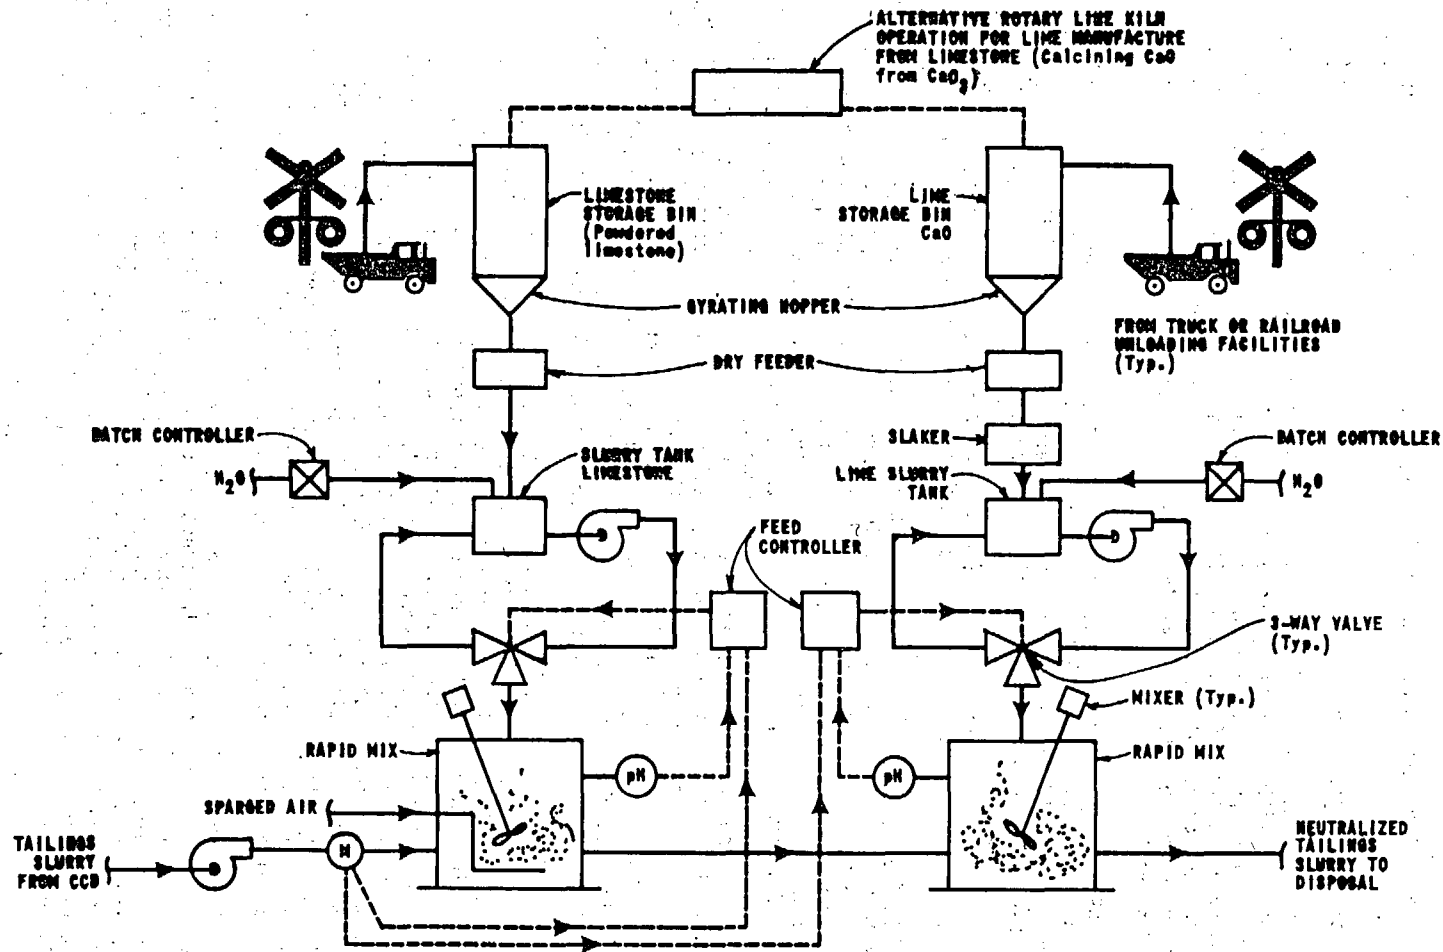 ALTERNATIVE ROTARY LIME KILN
OPERATION FOR LIME MANUFACTURE
FROM LIMESTONE (Calcining CaO
from CaO3)
LIMESTONE
STORAGE BIN
(Powdered
limestone)
LIME
STORAGE BIN
CaO
GYRATING HOPPER
FROM TRUCK OR RAILROAD
UNLOADING FACILITIES
(Typ.)
DRY FEEDER
BATCH CONTROLLER
SLAKER
BATCH CONTROLLER
SLURRY TANK
LIMESTONE
H2O
LIME SLURRY
TANK
H2O
FEED
CONTROLLER
3-WAY VALVE
(Typ.)
MIXER (Typ.)
RAPID MIX
RAPID MIX
pH
pH
SPARGED AIR
TAILINGS
SLURRY
FROM CCD
M
NEUTRALIZED
TAILINGS
SLURRY TO
DISPOSAL